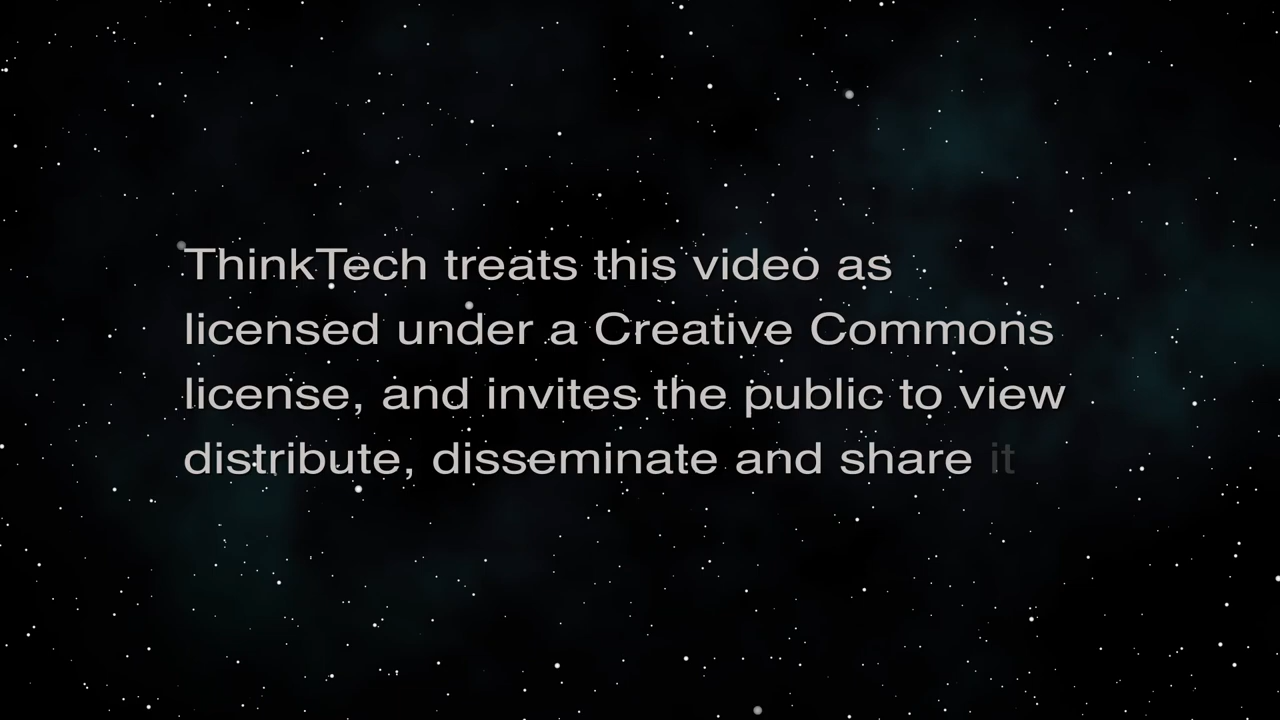 ThinkTech treats this video as
licensed under a Creative Commons
license, and invites the public to view
distribute, disseminate and share it